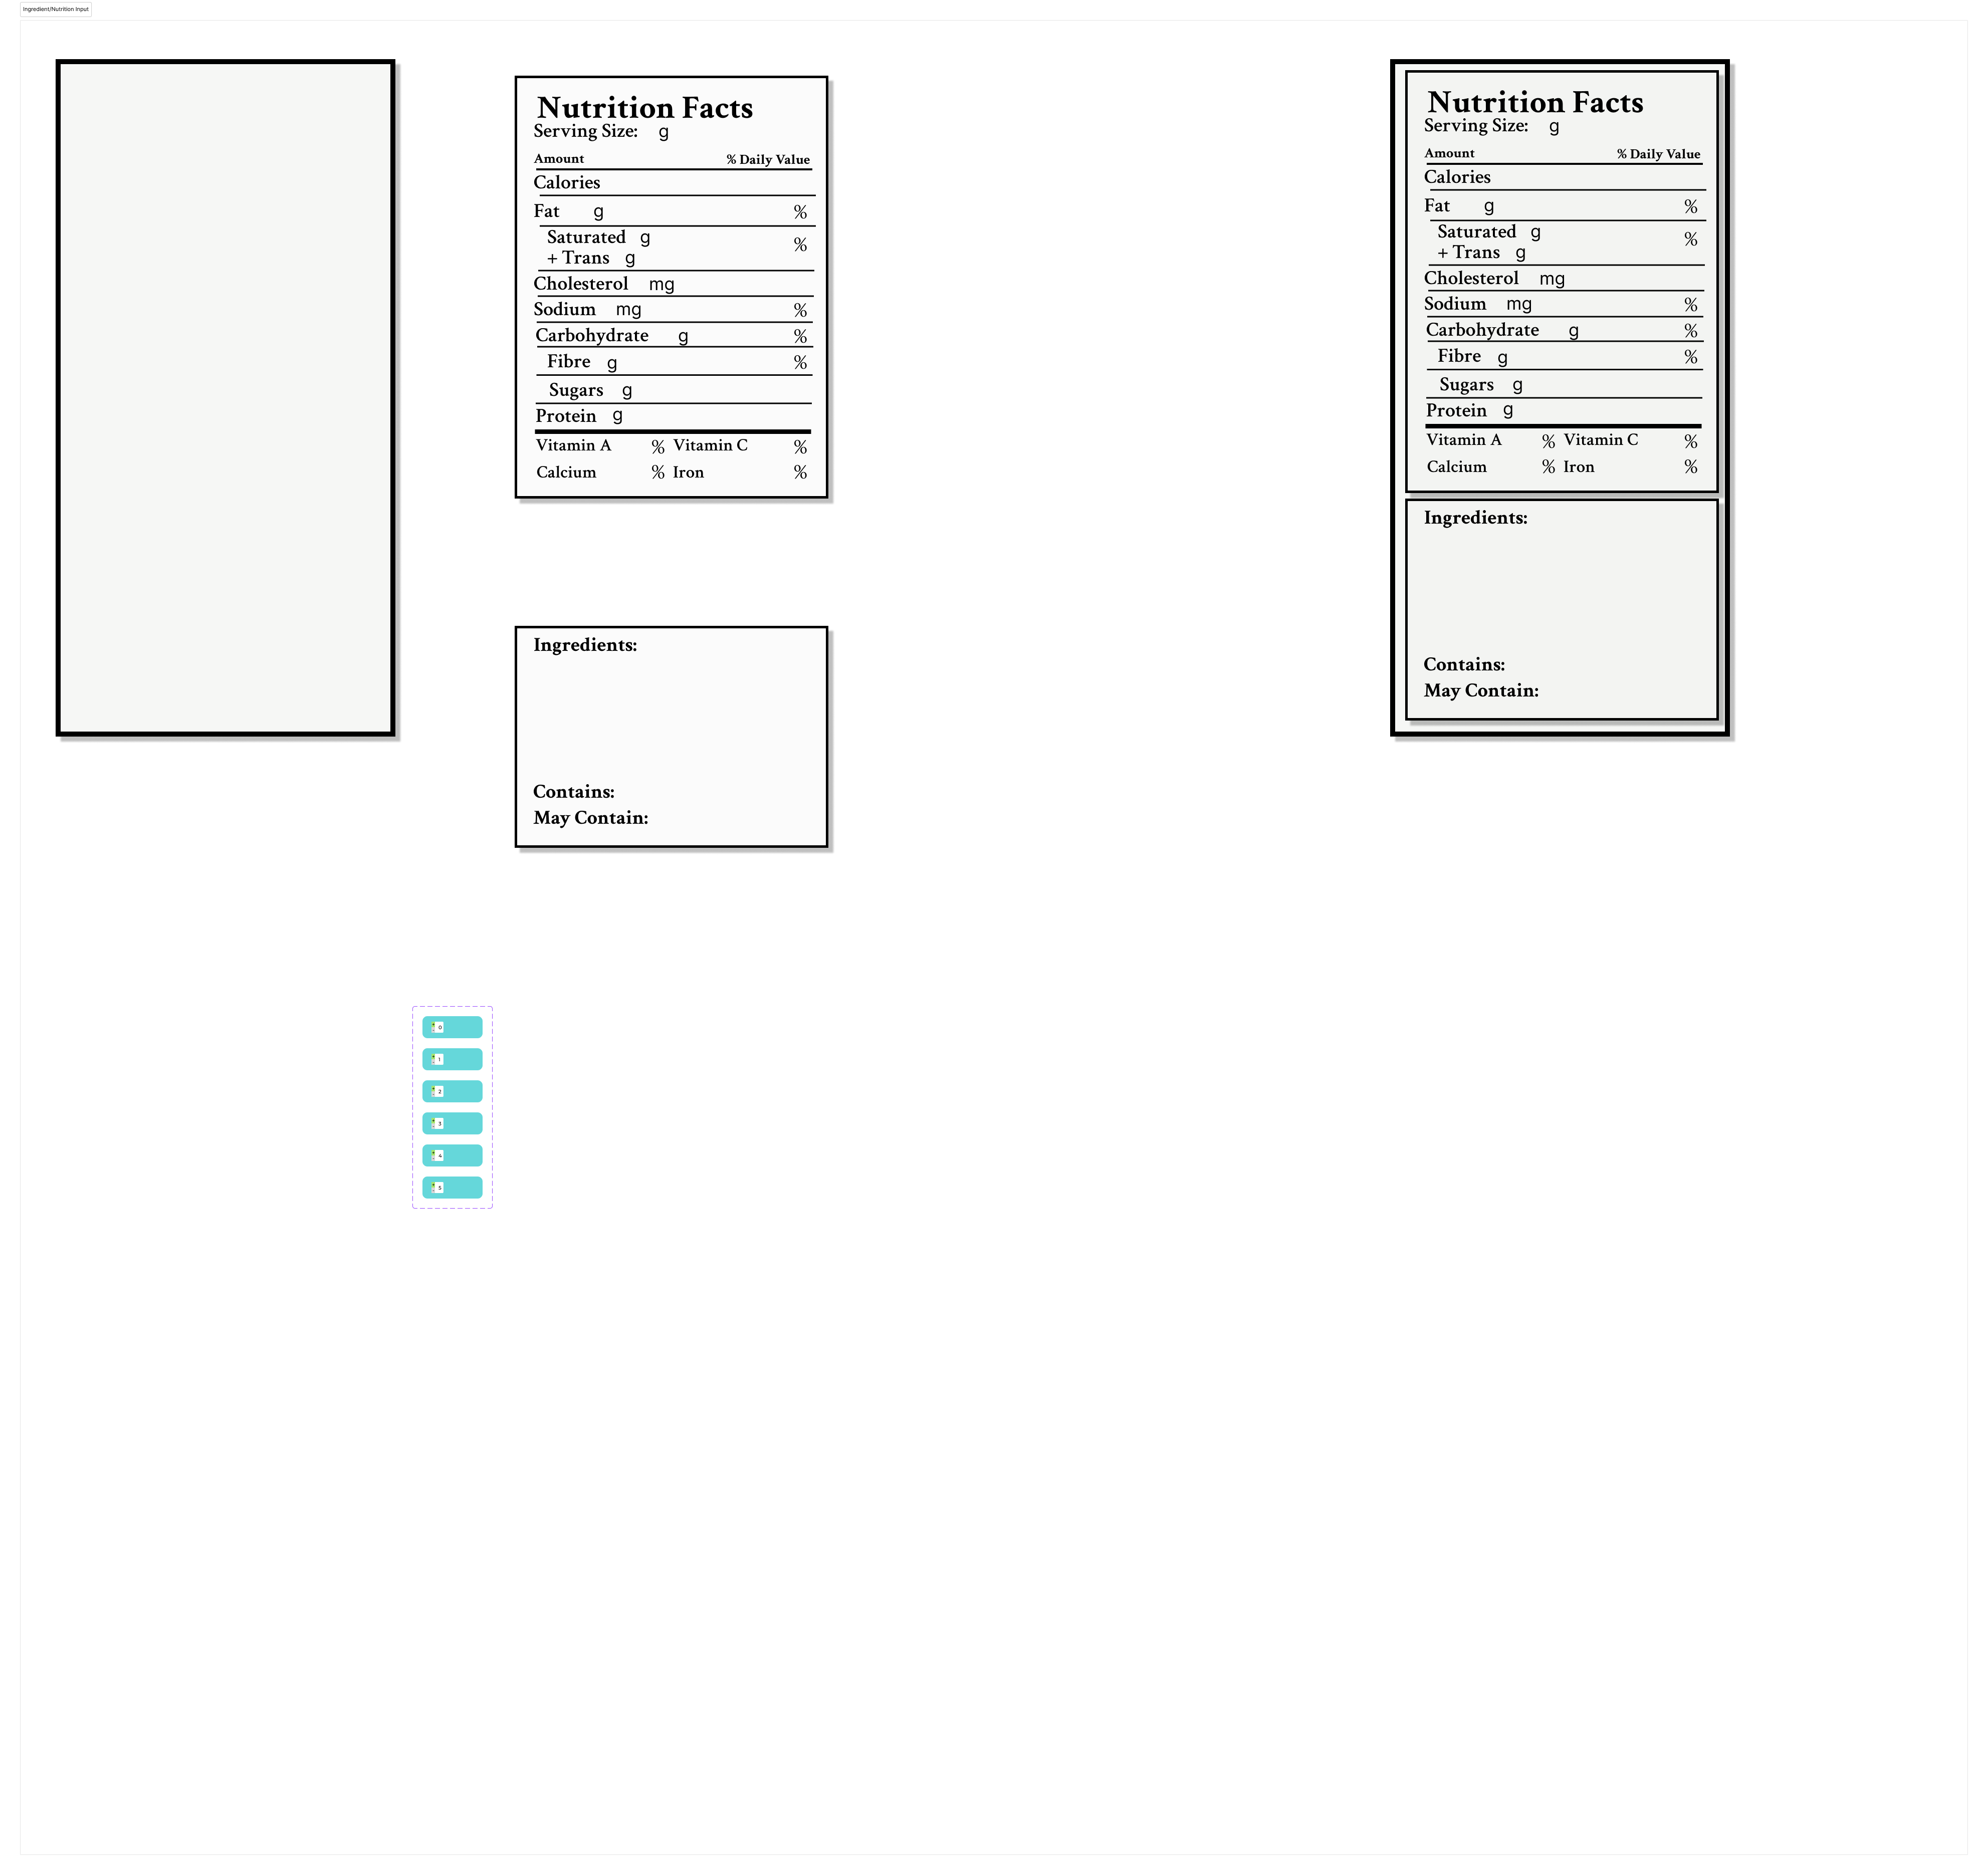 Ingredient/Nutrition Input
Nutrition Facts
Serving Size: g
Amount % Daily Value
Calories
Fat g %
Saturated g
+ Trans g %
Cholesterol mg
Sodium mg %
Carbohydrate g %
Fibre g %
Sugars g
Protein g
Vitamin A % Vitamin C %
Calcium % Iron %
Ingredients:
Contains:
May Contain:
0
1
2
3
4
5
Nutrition Facts
Serving Size: g
Amount % Daily Value
Calories
Fat g %
Saturated g
+ Trans g %
Cholesterol mg
Sodium mg %
Carbohydrate g %
Fibre g %
Sugars g
Protein g
Vitamin A % Vitamin C %
Calcium % Iron %
Ingredients:
Contains:
May Contain: